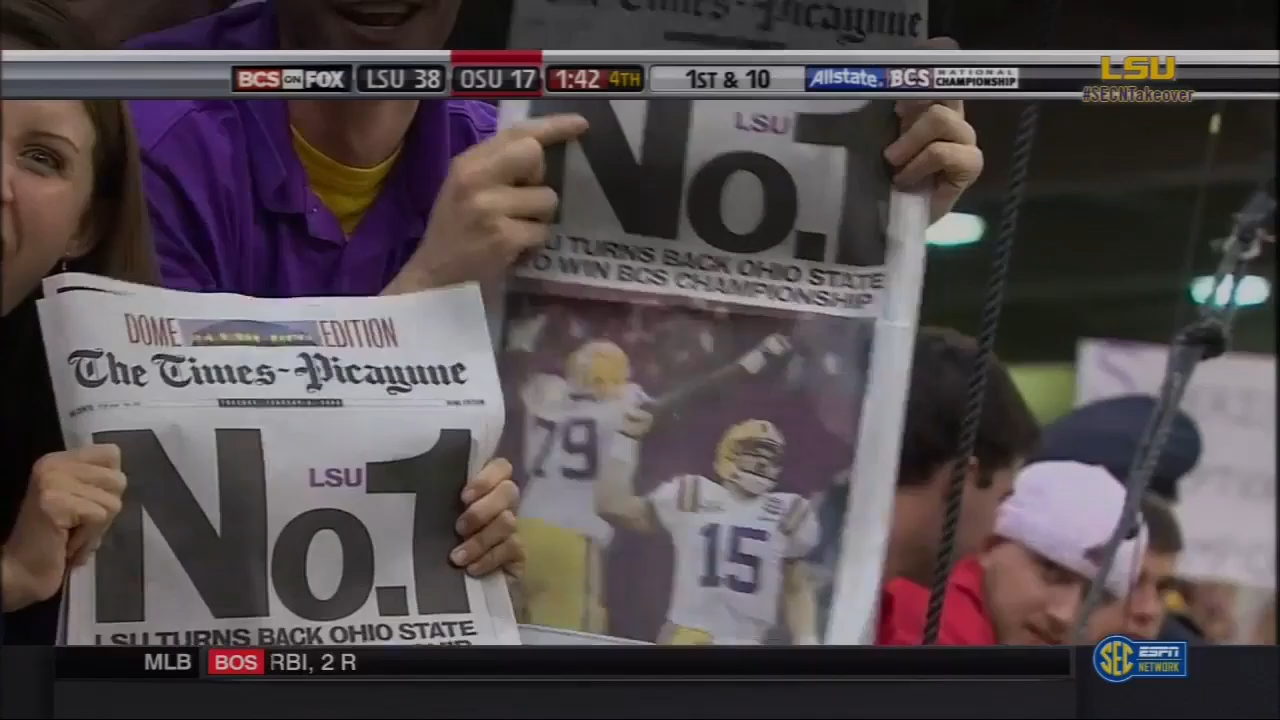 The Times-Picayune
BCS ON FOX LSU 38 OSU 17 1:42 4TH 1ST & 10 Allstate. BCS NATIONAL CHAMPIONSHIP
LSU
#SECNTakeover
LSU
No.1
U TURNS BACK OHIO STATE
TO WIN BCS CHAMPIONSHIP
79
15
DOME EDITION
The Times-Picayune
LSU
No.1
LSU TURNS BACK OHIO STATE
MLB BOS RBI, 2 R
SEC ESPN NETWORK